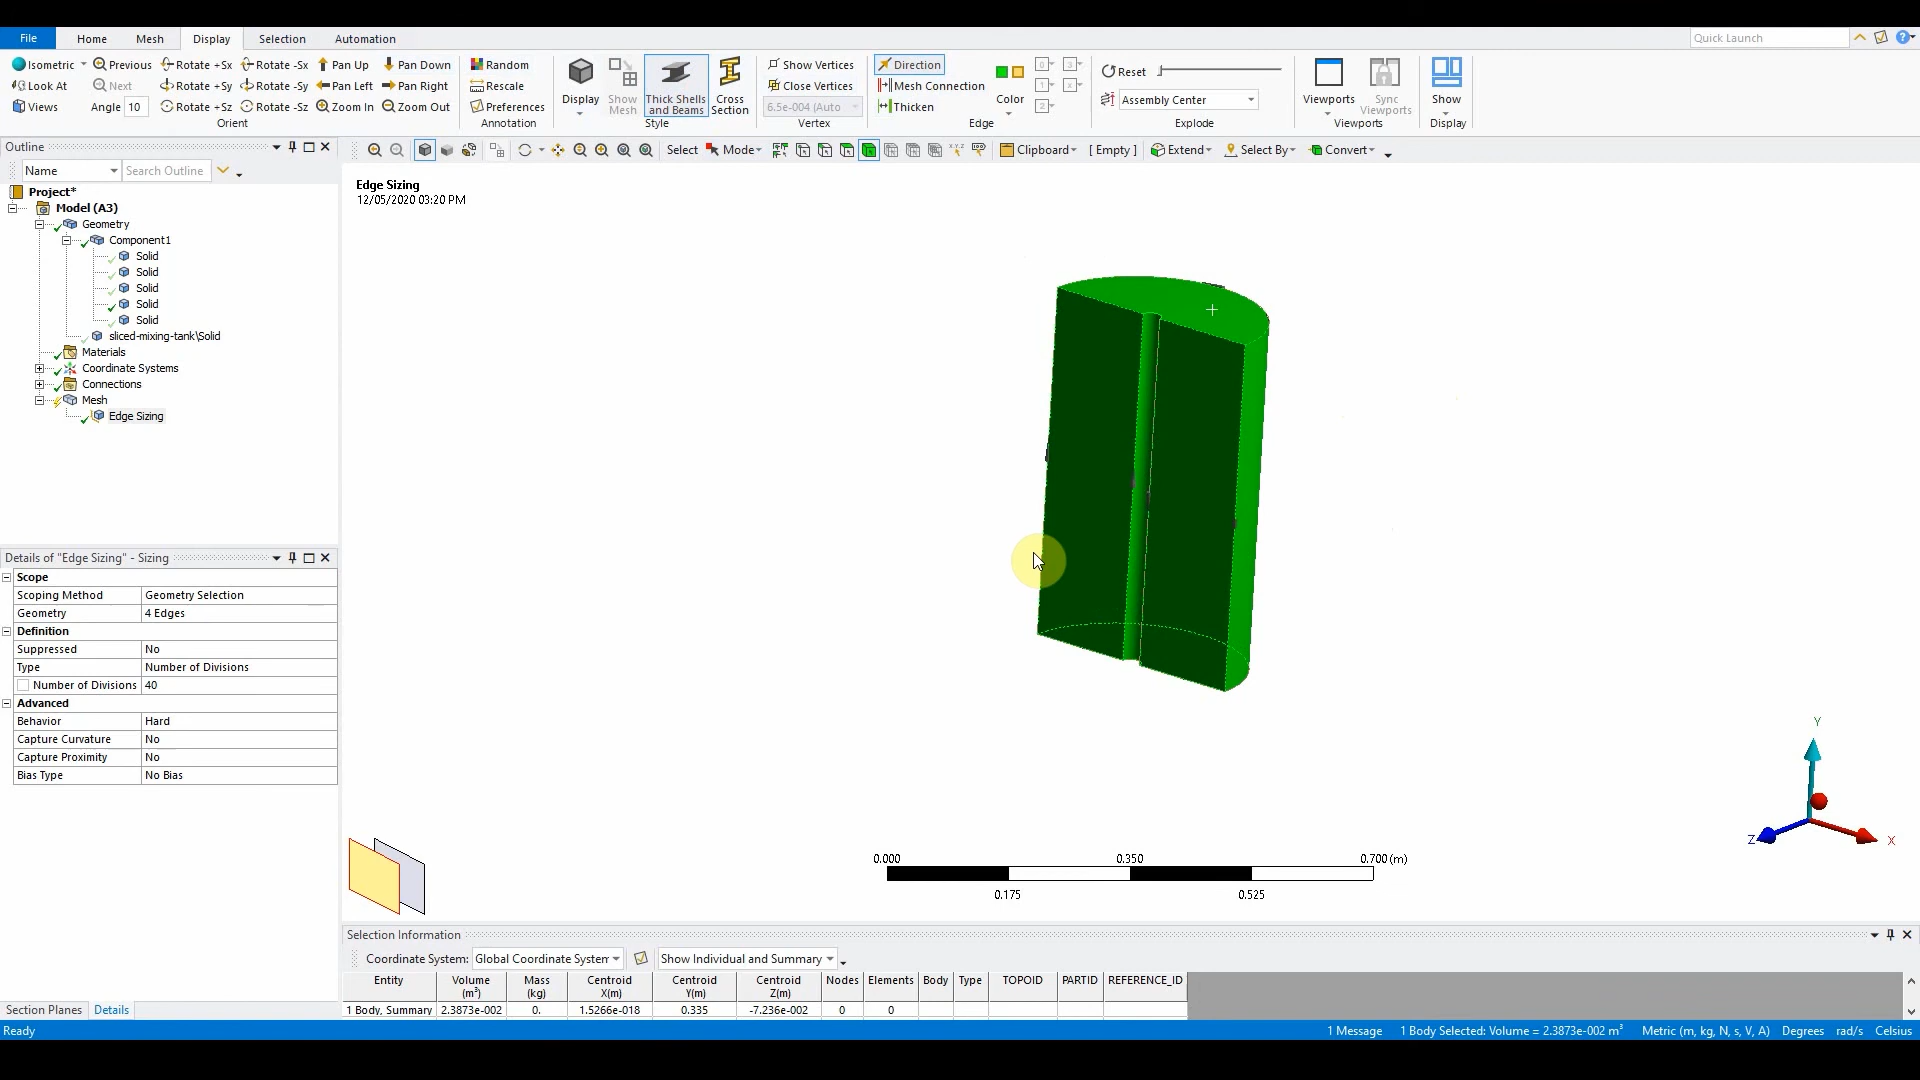 File Home Mesh Display Selection Automation Quick Launch
Isometric Previous Rotate +Sx Rotate -Sx Pan Up Pan Down Random Show Vertices Direction Reset
Look At Next Rotate +Sy Rotate -Sy Pan Left Pan Right Rescale Close Vertices Mesh Connection
Views Angle 10 Rotate +Sz Rotate -Sz Zoom In Zoom Out Preferences 6.5e-004 (Auto Thicken Assembly Center
Display Show Mesh Thick Shells and Beams Cross Section Color Viewports Sync Viewports Show
Orient Annotation Style Vertex Edge Explode Viewports Display
Outline
Select Mode Clipboard [ Empty ] Extend Select By Convert
Name Search Outline
Project*
Model (A3)
Geometry
Component1
Solid
Solid
Solid
Solid
Solid
sliced-mixing-tank\Solid
Materials
Coordinate Systems
Connections
Mesh
Edge Sizing
Edge Sizing
12/05/2020 03:20 PM
Details of "Edge Sizing" - Sizing
Scope
Scoping Method Geometry Selection
Geometry 4 Edges
Definition
Suppressed No
Type Number of Divisions
Number of Divisions 40
Advanced
Behavior Hard
Capture Curvature No
Capture Proximity No
Bias Type No Bias
Y
Z X
0.000 0.350 0.700 (m)
0.175 0.525
Selection Information
Coordinate System: Global Coordinate System Show Individual and Summary
Entity Volume (m³) Mass (kg) Centroid X(m) Centroid Y(m) Centroid Z(m) Nodes Elements Body Type TOPOID PARTID REFERENCE_ID
1 Body, Summary 2.3873e-002 0. 1.5266e-018 0.335 -7.236e-002 0 0
Section Planes Details
Ready 1 Message 1 Body Selected: Volume = 2.3873e-002 m³ Metric (m, kg, N, s, V, A) Degrees rad/s Celsius